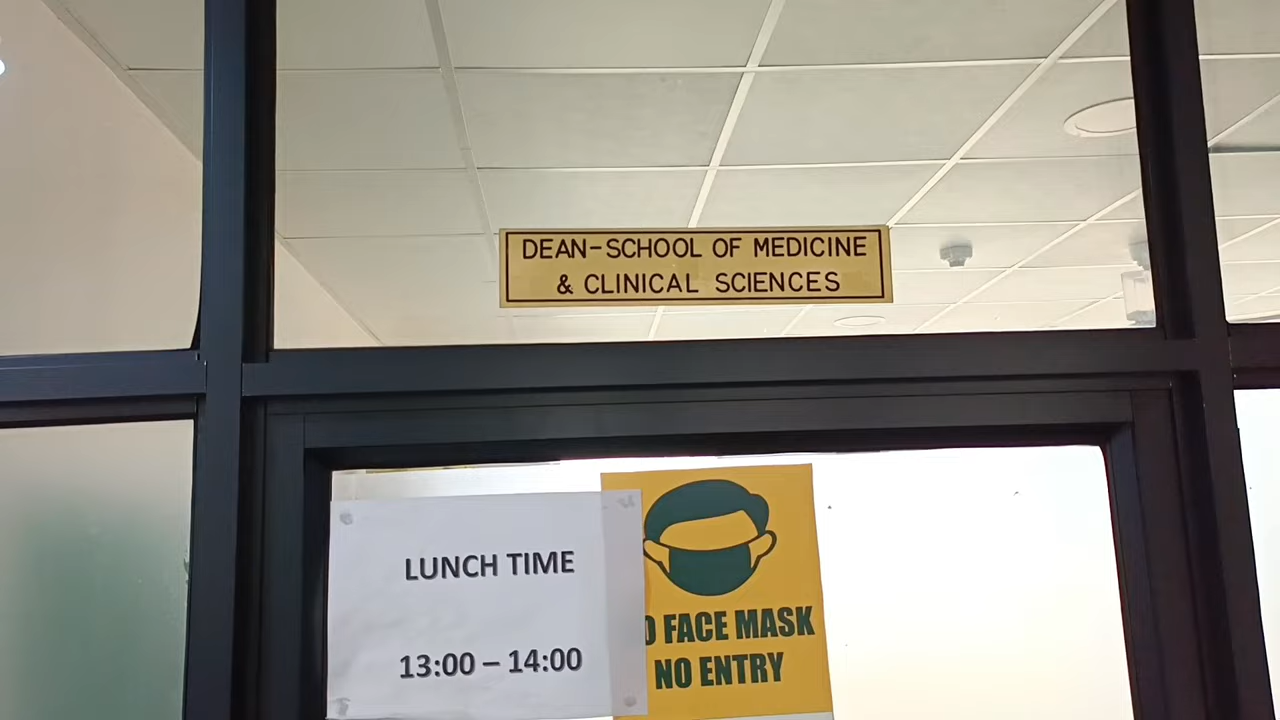 DEAN-SCHOOL OF MEDICINE
& CLINICAL SCIENCES
LUNCH TIME
13:00 – 14:00
FACE MASK
NO ENTRY